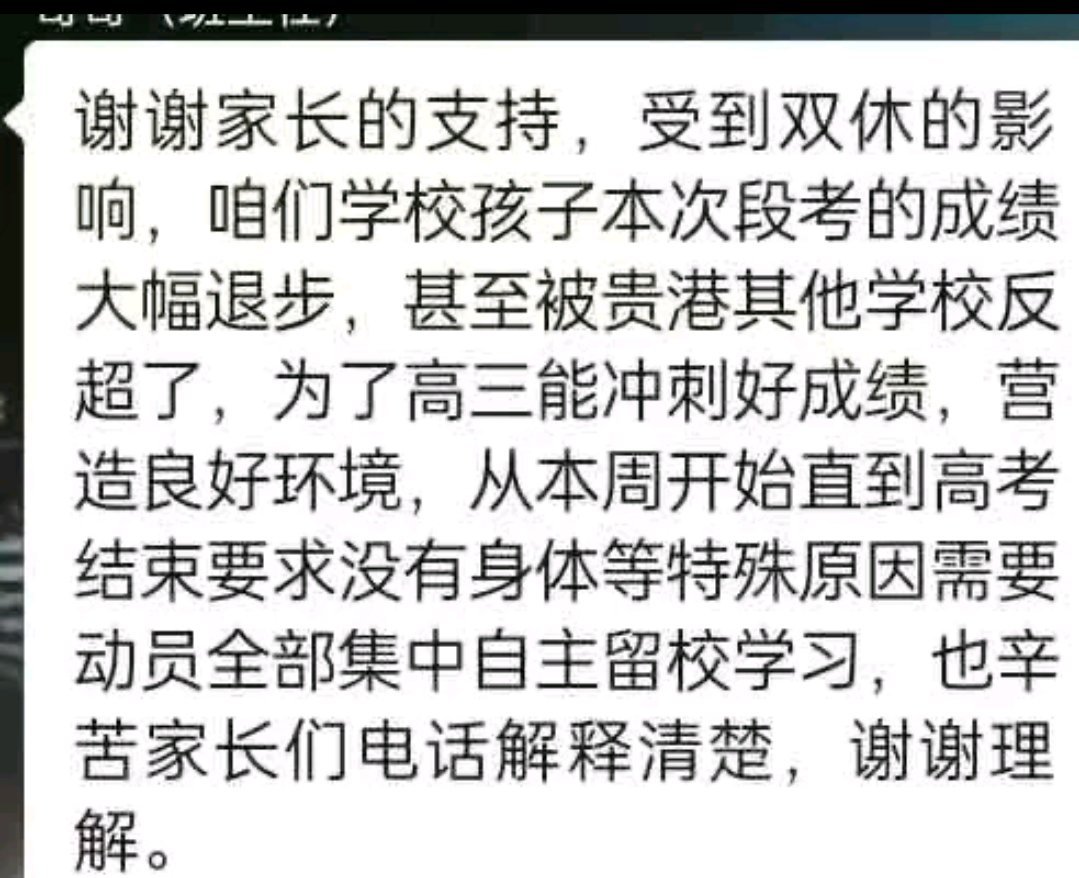 谢谢家长的支持，受到双休的影
响，咱们学校孩子本次段考的成绩
大幅退步，甚至被贵港其他学校反
超了，为了高三能冲刺好成绩，营
造良好环境，从本周开始直到高考
结束要求没有身体等特殊原因需要
动员全部集中自主留校学习，也辛
苦家长们电话解释清楚，谢谢理
解。